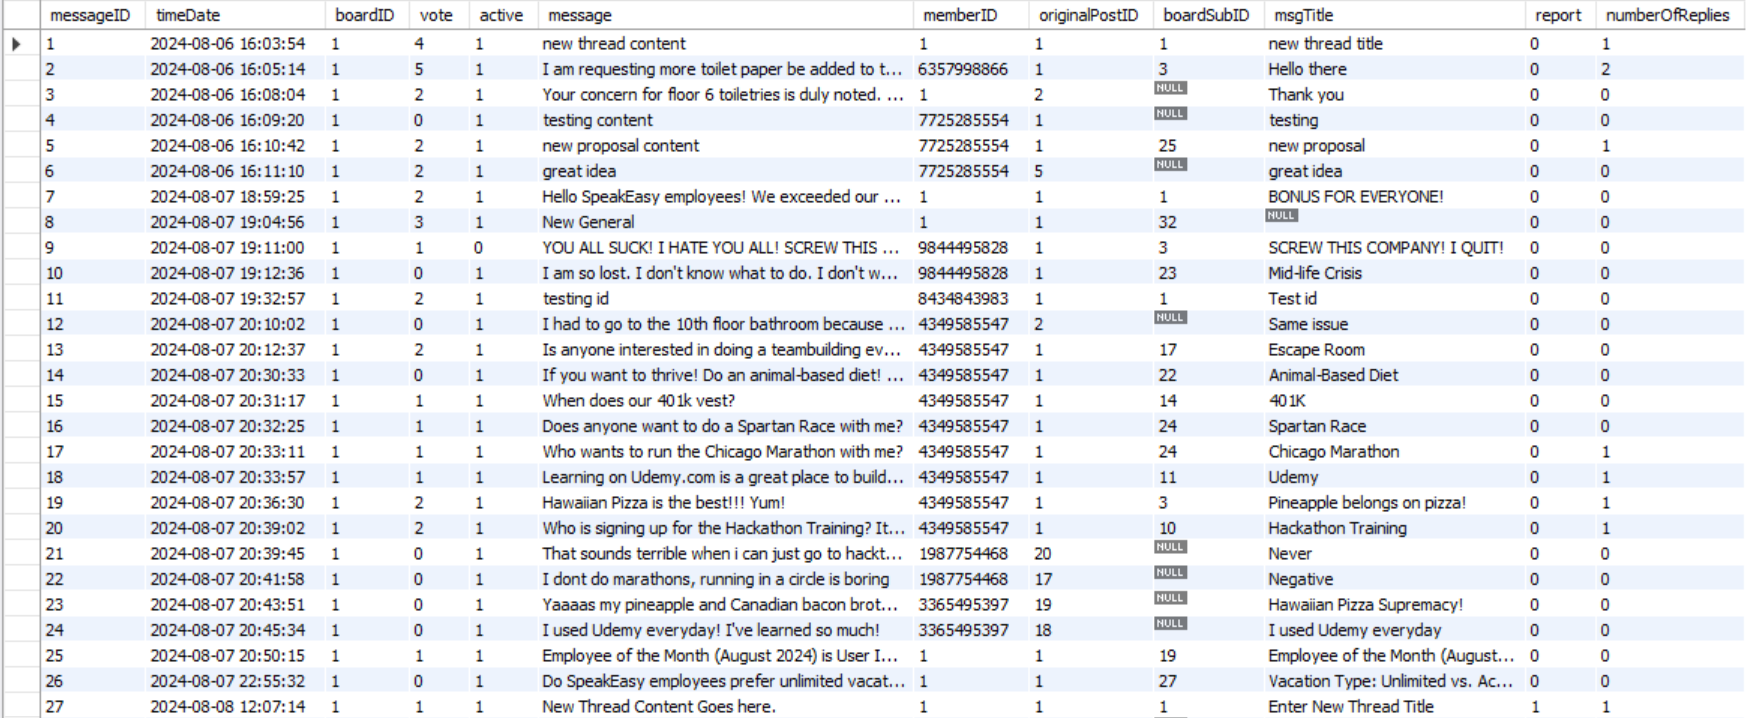 messageID timeDate boardID vote active message memberID originalPostID boardSubID msgTitle report numberOfReplies
1 2024-08-06 16:03:54 1 4 1 new thread content 1 1 1 new thread title 0 1
2 2024-08-06 16:05:14 1 5 1 I am requesting more toilet paper be added to t... 6357998866 1 3 Hello there 0 2
3 2024-08-06 16:08:04 1 2 1 Your concern for floor 6 toiletries is duly noted. ... 1 2 NULL Thank you 0 0
4 2024-08-06 16:09:20 1 0 1 testing content 7725285554 1 NULL testing 0 0
5 2024-08-06 16:10:42 1 2 1 new proposal content 7725285554 1 25 new proposal 0 1
6 2024-08-06 16:11:10 1 2 1 great idea 7725285554 5 NULL great idea 0 0
7 2024-08-07 18:59:25 1 2 1 Hello SpeakEasy employees! We exceeded our ... 1 1 1 BONUS FOR EVERYONE! 0 0
8 2024-08-07 19:04:56 1 3 1 New General 1 1 32 NULL 0 0
9 2024-08-07 19:11:00 1 1 0 YOU ALL SUCK! I HATE YOU ALL! SCREW THIS ... 9844495828 1 3 SCREW THIS COMPANY! I QUIT! 0 0
10 2024-08-07 19:12:36 1 0 1 I am so lost. I don't know what to do. I don't w... 9844495828 1 23 Mid-life Crisis 0 0
11 2024-08-07 19:32:57 1 2 1 testing id 8434843983 1 1 Test id 0 0
12 2024-08-07 20:10:02 1 0 1 I had to go to the 10th floor bathroom because ... 4349585547 2 NULL Same issue 0 0
13 2024-08-07 20:12:37 1 2 1 Is anyone interested in doing a teambuilding ev... 4349585547 1 17 Escape Room 0 0
14 2024-08-07 20:30:33 1 0 1 If you want to thrive! Do an animal-based diet! ... 4349585547 1 22 Animal-Based Diet 0 0
15 2024-08-07 20:31:17 1 1 1 When does our 401k vest? 4349585547 1 14 401K 0 0
16 2024-08-07 20:32:25 1 1 1 Does anyone want to do a Spartan Race with me? 4349585547 1 24 Spartan Race 0 0
17 2024-08-07 20:33:11 1 1 1 Who wants to run the Chicago Marathon with me? 4349585547 1 24 Chicago Marathon 0 1
18 2024-08-07 20:33:57 1 1 1 Learning on Udemy.com is a great place to build... 4349585547 1 11 Udemy 0 1
19 2024-08-07 20:36:30 1 2 1 Hawaiian Pizza is the best!!! Yum! 4349585547 1 3 Pineapple belongs on pizza! 0 1
20 2024-08-07 20:39:02 1 2 1 Who is signing up for the Hackathon Training? It... 4349585547 1 10 Hackathon Training 0 1
21 2024-08-07 20:39:45 1 0 1 That sounds terrible when i can just go to hackt... 1987754468 20 NULL Never 0 0
22 2024-08-07 20:41:58 1 0 1 I dont do marathons, running in a circle is boring 1987754468 17 NULL Negative 0 0
23 2024-08-07 20:43:51 1 0 1 Yaaaas my pineapple and Canadian bacon brot... 3365495397 19 NULL Hawaiian Pizza Supremacy! 0 0
24 2024-08-07 20:45:34 1 0 1 I used Udemy everyday! I've learned so much! 3365495397 18 NULL I used Udemy everyday 0 0
25 2024-08-07 20:50:15 1 1 1 Employee of the Month (August 2024) is User I... 1 1 19 Employee of the Month (August... 0 0
26 2024-08-07 22:55:32 1 0 1 Do SpeakEasy employees prefer unlimited vacat... 1 1 27 Vacation Type: Unlimited vs. Ac... 0 0
27 2024-08-08 12:07:14 1 1 1 New Thread Content Goes here. 1 1 1 Enter New Thread Title 1 1